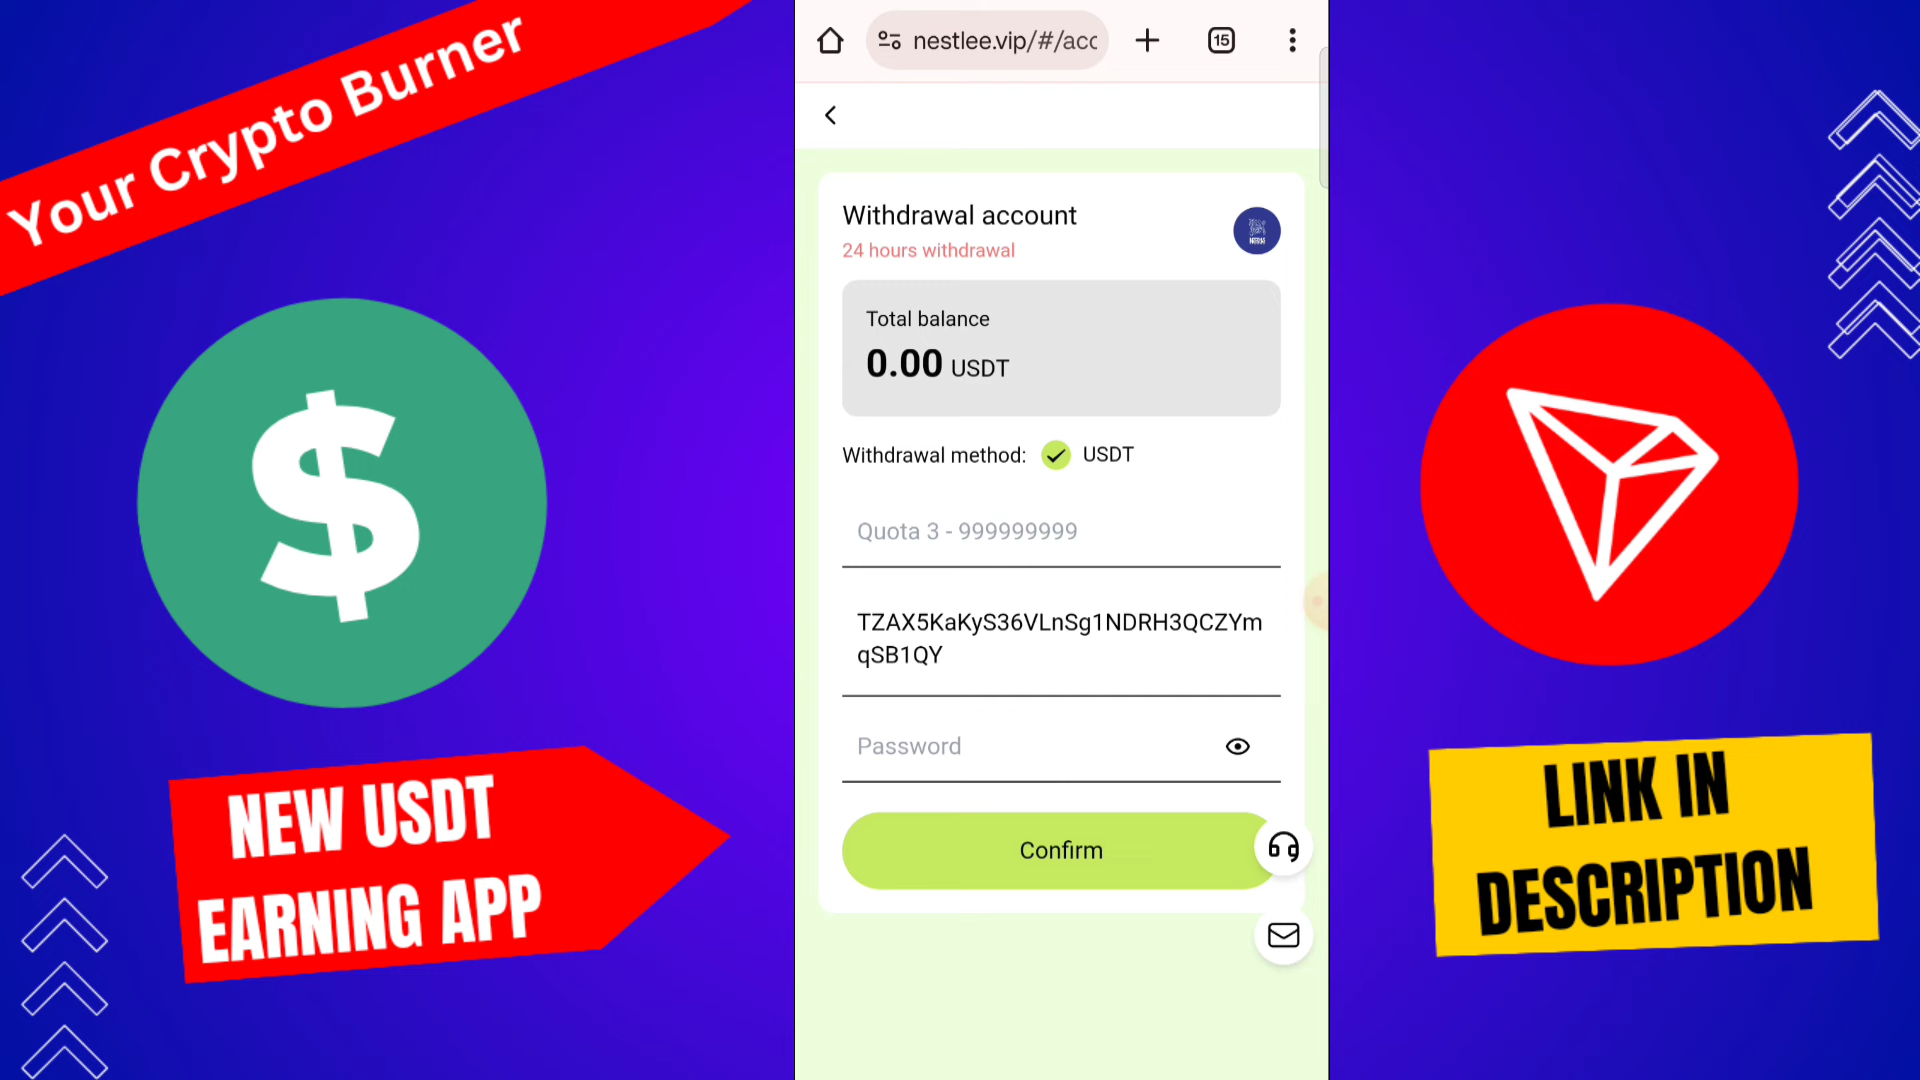 Your Crypto Burner
NEW USDT
EARNING APP
nestlee.vip/#/acc
15
Withdrawal account
24 hours withdrawal
Total balance
0.00 USDT
Withdrawal method: USDT
Quota 3 - 999999999
TZAX5KaKyS36VLnSg1NDRH3QCZYm
qSB1QY
Password
Confirm
LINK IN
DESCRIPTION